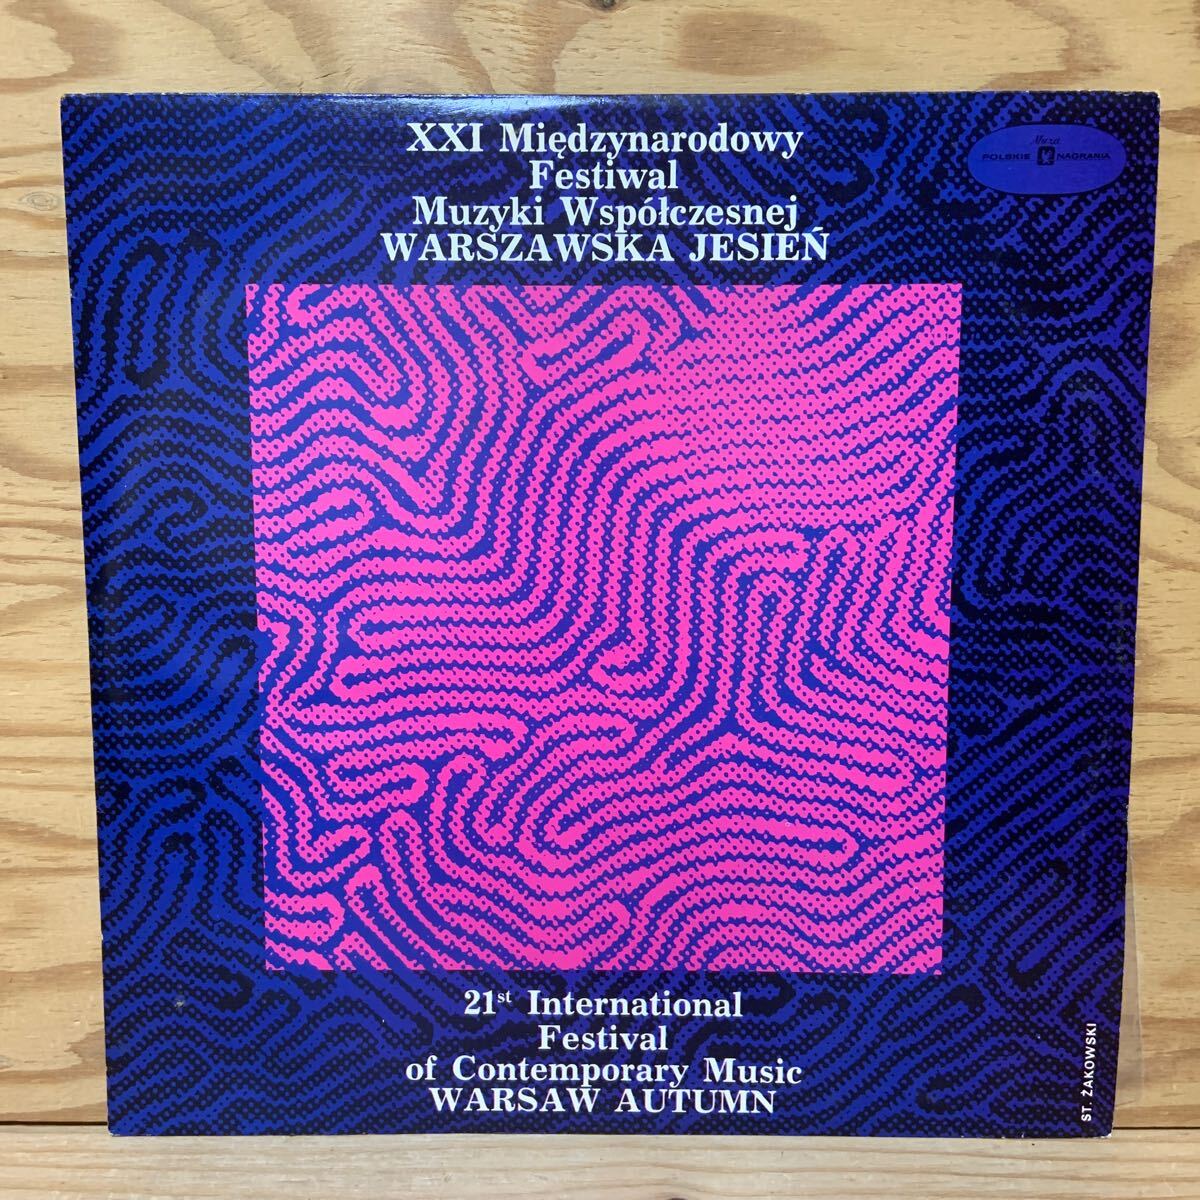 XXI Międzynarodowy
Festiwal
Muzyki Współczesnej
WARSZAWSKA JESIEŃ
Muza
POLSKIE NAGRANIA
21st International
Festival
of Contemporary Music
WARSAW AUTUMN
ST. ŻAKOWSKI